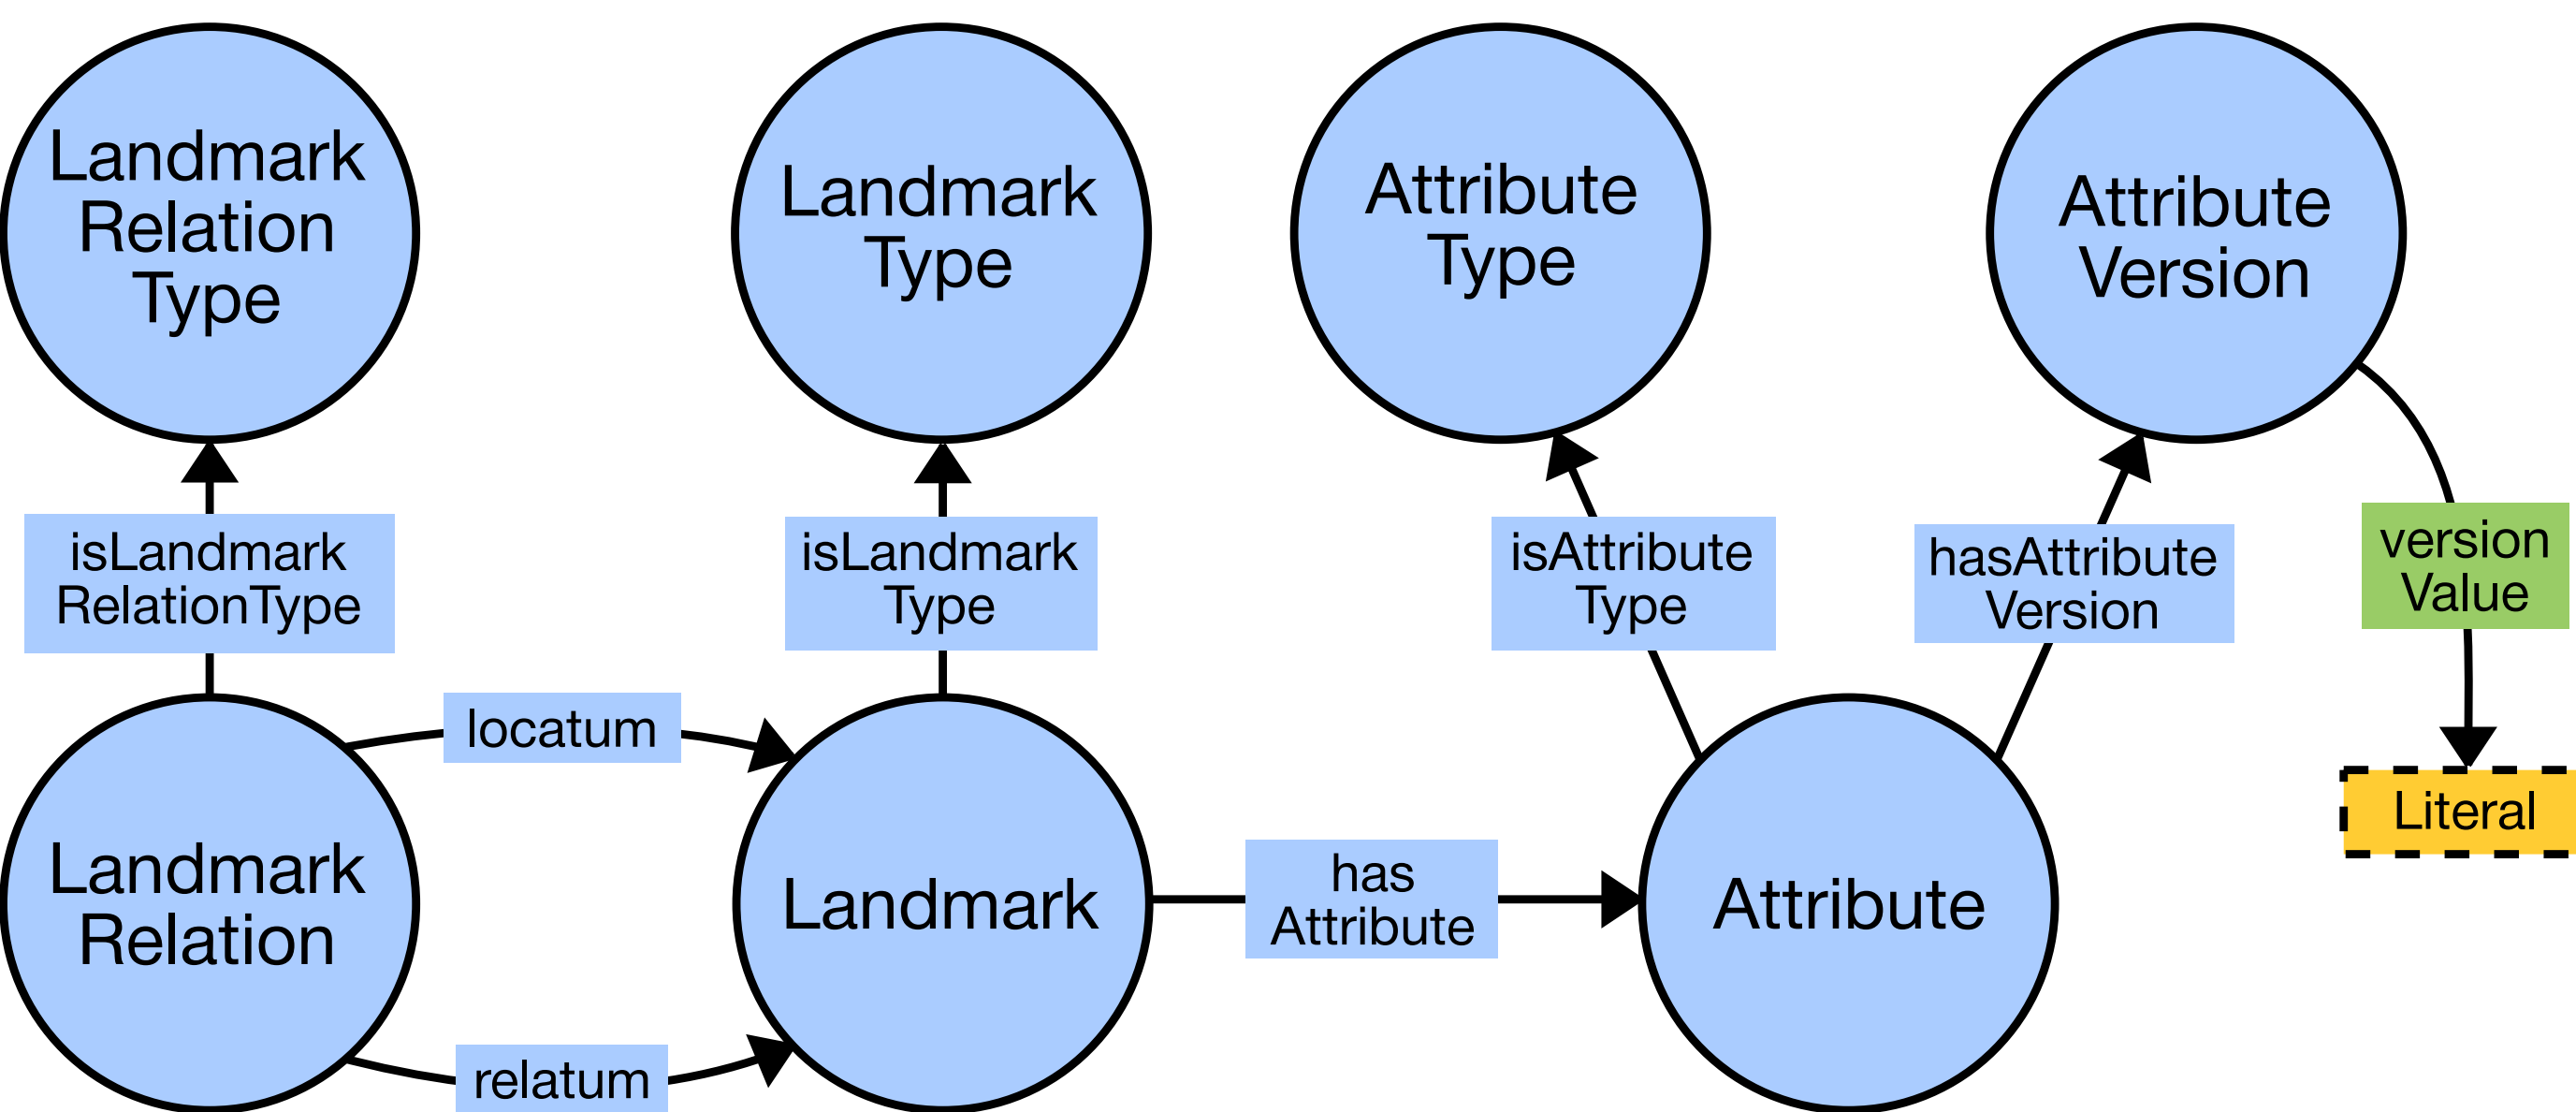 Landmark
Relation
Type
Landmark
Type
Attribute
Type
Attribute
Version
isLandmark
RelationType
isLandmark
Type
isAttribute
Type
hasAttribute
Version
version
Value
locatum
Literal
Landmark
Relation
Landmark
has
Attribute
Attribute
relatum